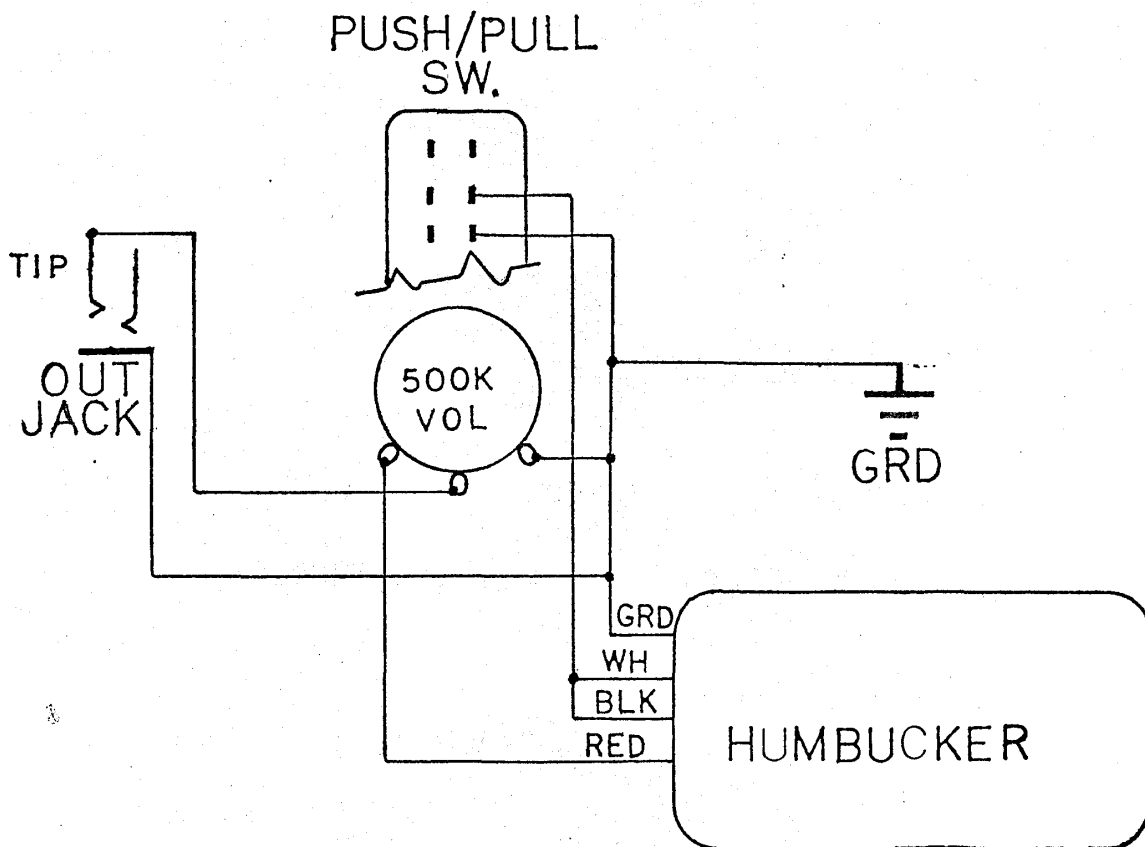 PUSH/PULL
SW.
TIP
OUT
JACK
500K
VOL
GRD
GRD
WH
BLK
RED
HUMBUCKER